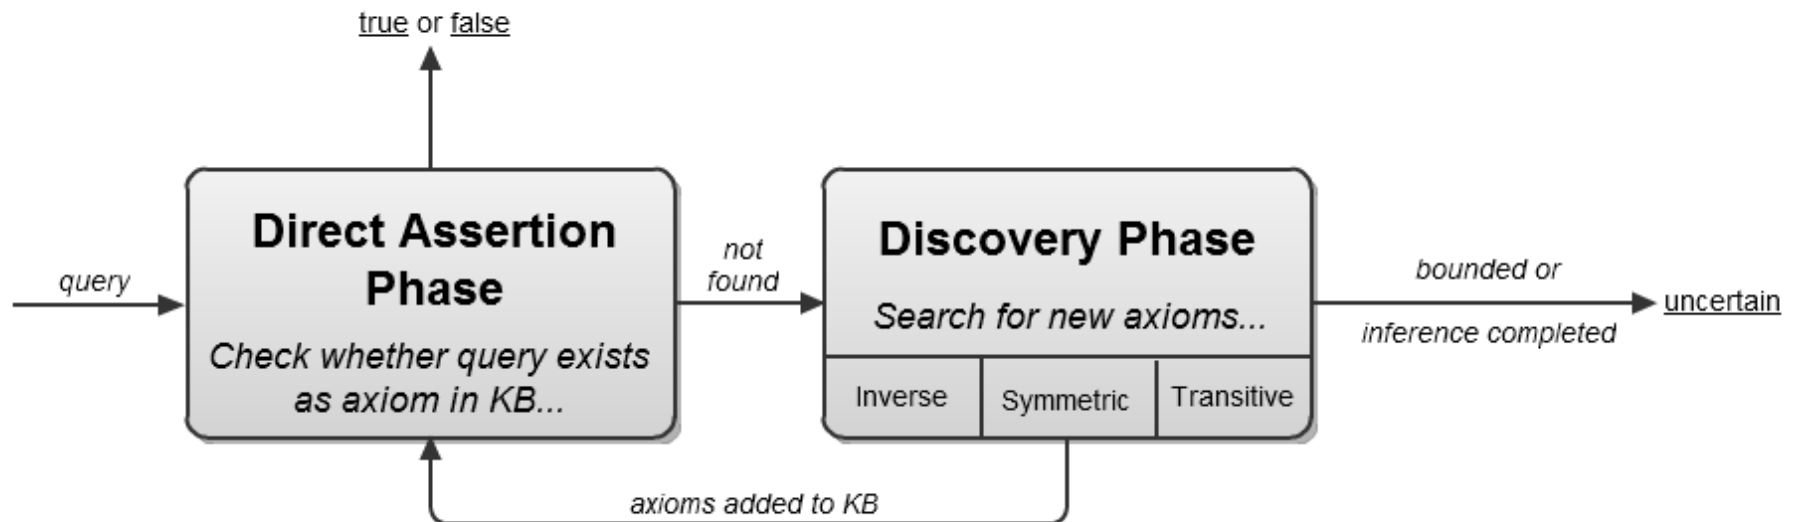 true or false
query
Direct Assertion
Phase
Check whether query exists
as axiom in KB...
not
found
Discovery Phase
Search for new axioms...
Inverse
Symmetric
Transitive
bounded or
inference completed
uncertain
axioms added to KB